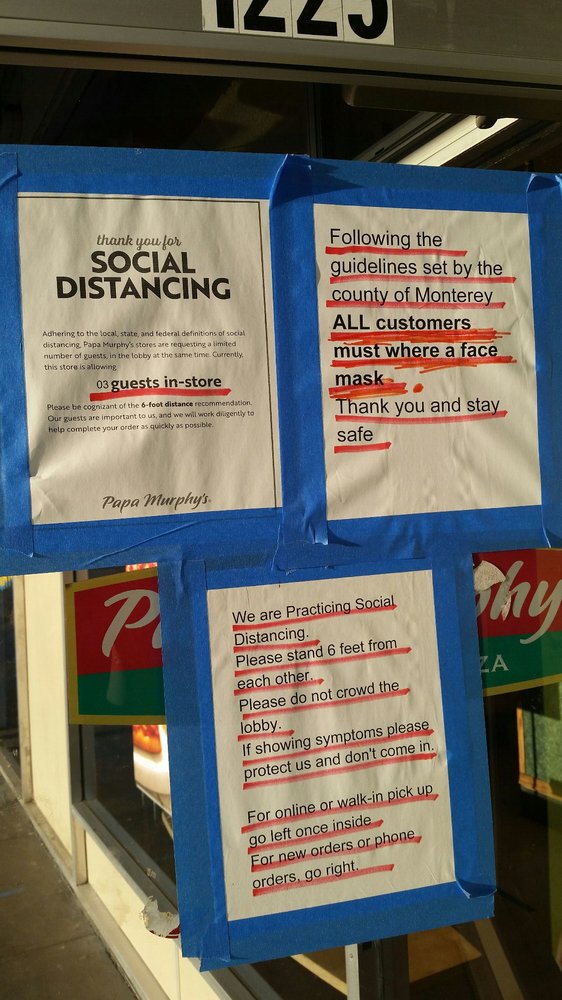 1225
thank you for
SOCIAL
DISTANCING
Adhering to the local, state, and federal definitions of social
distancing, Papa Murphy's stores are requesting a limited
number of guests, in the lobby at the same time. Currently,
this store is allowing
03 guests in-store
Please be cognizant of the 6-foot distance recommendation.
Our guests are important to us, and we will work diligently to
help complete your order as quickly as possible.
Papa Murphy's
Following the
guidelines set by the
county of Monterey
ALL customers
must where a face
mask
Thank you and stay
safe
We are Practicing Social
Distancing.
Please stand 6 feet from
each other.
Please do not crowd the
lobby.
If showing symptoms please
protect us and don't come in.
For online or walk-in pick up
go left once inside
For new orders or phone
orders, go right.